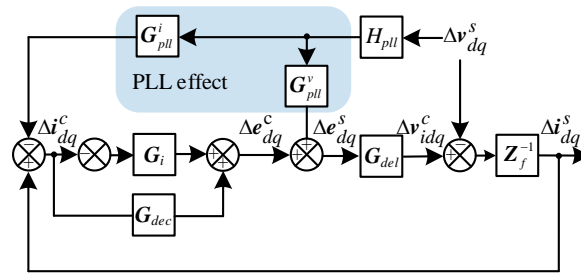 G^i_pll
H_pll
Δv^s_dq
PLL effect
G^v_pll
Δi^c_dq
Δe^c_dq
Δe^s_dq
Δv^c_idq
Δi^s_dq
G_i
G_del
Z_f^-1
G_dec